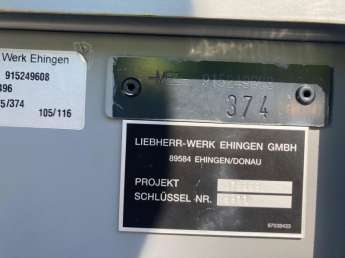 Werk Ehingen
915249608
496
5/374
105/116
374
LIEBHERR-WERK EHINGEN GMBH
89584 EHINGEN/DONAU
PROJEKT
SCHLÜSSEL-NR.